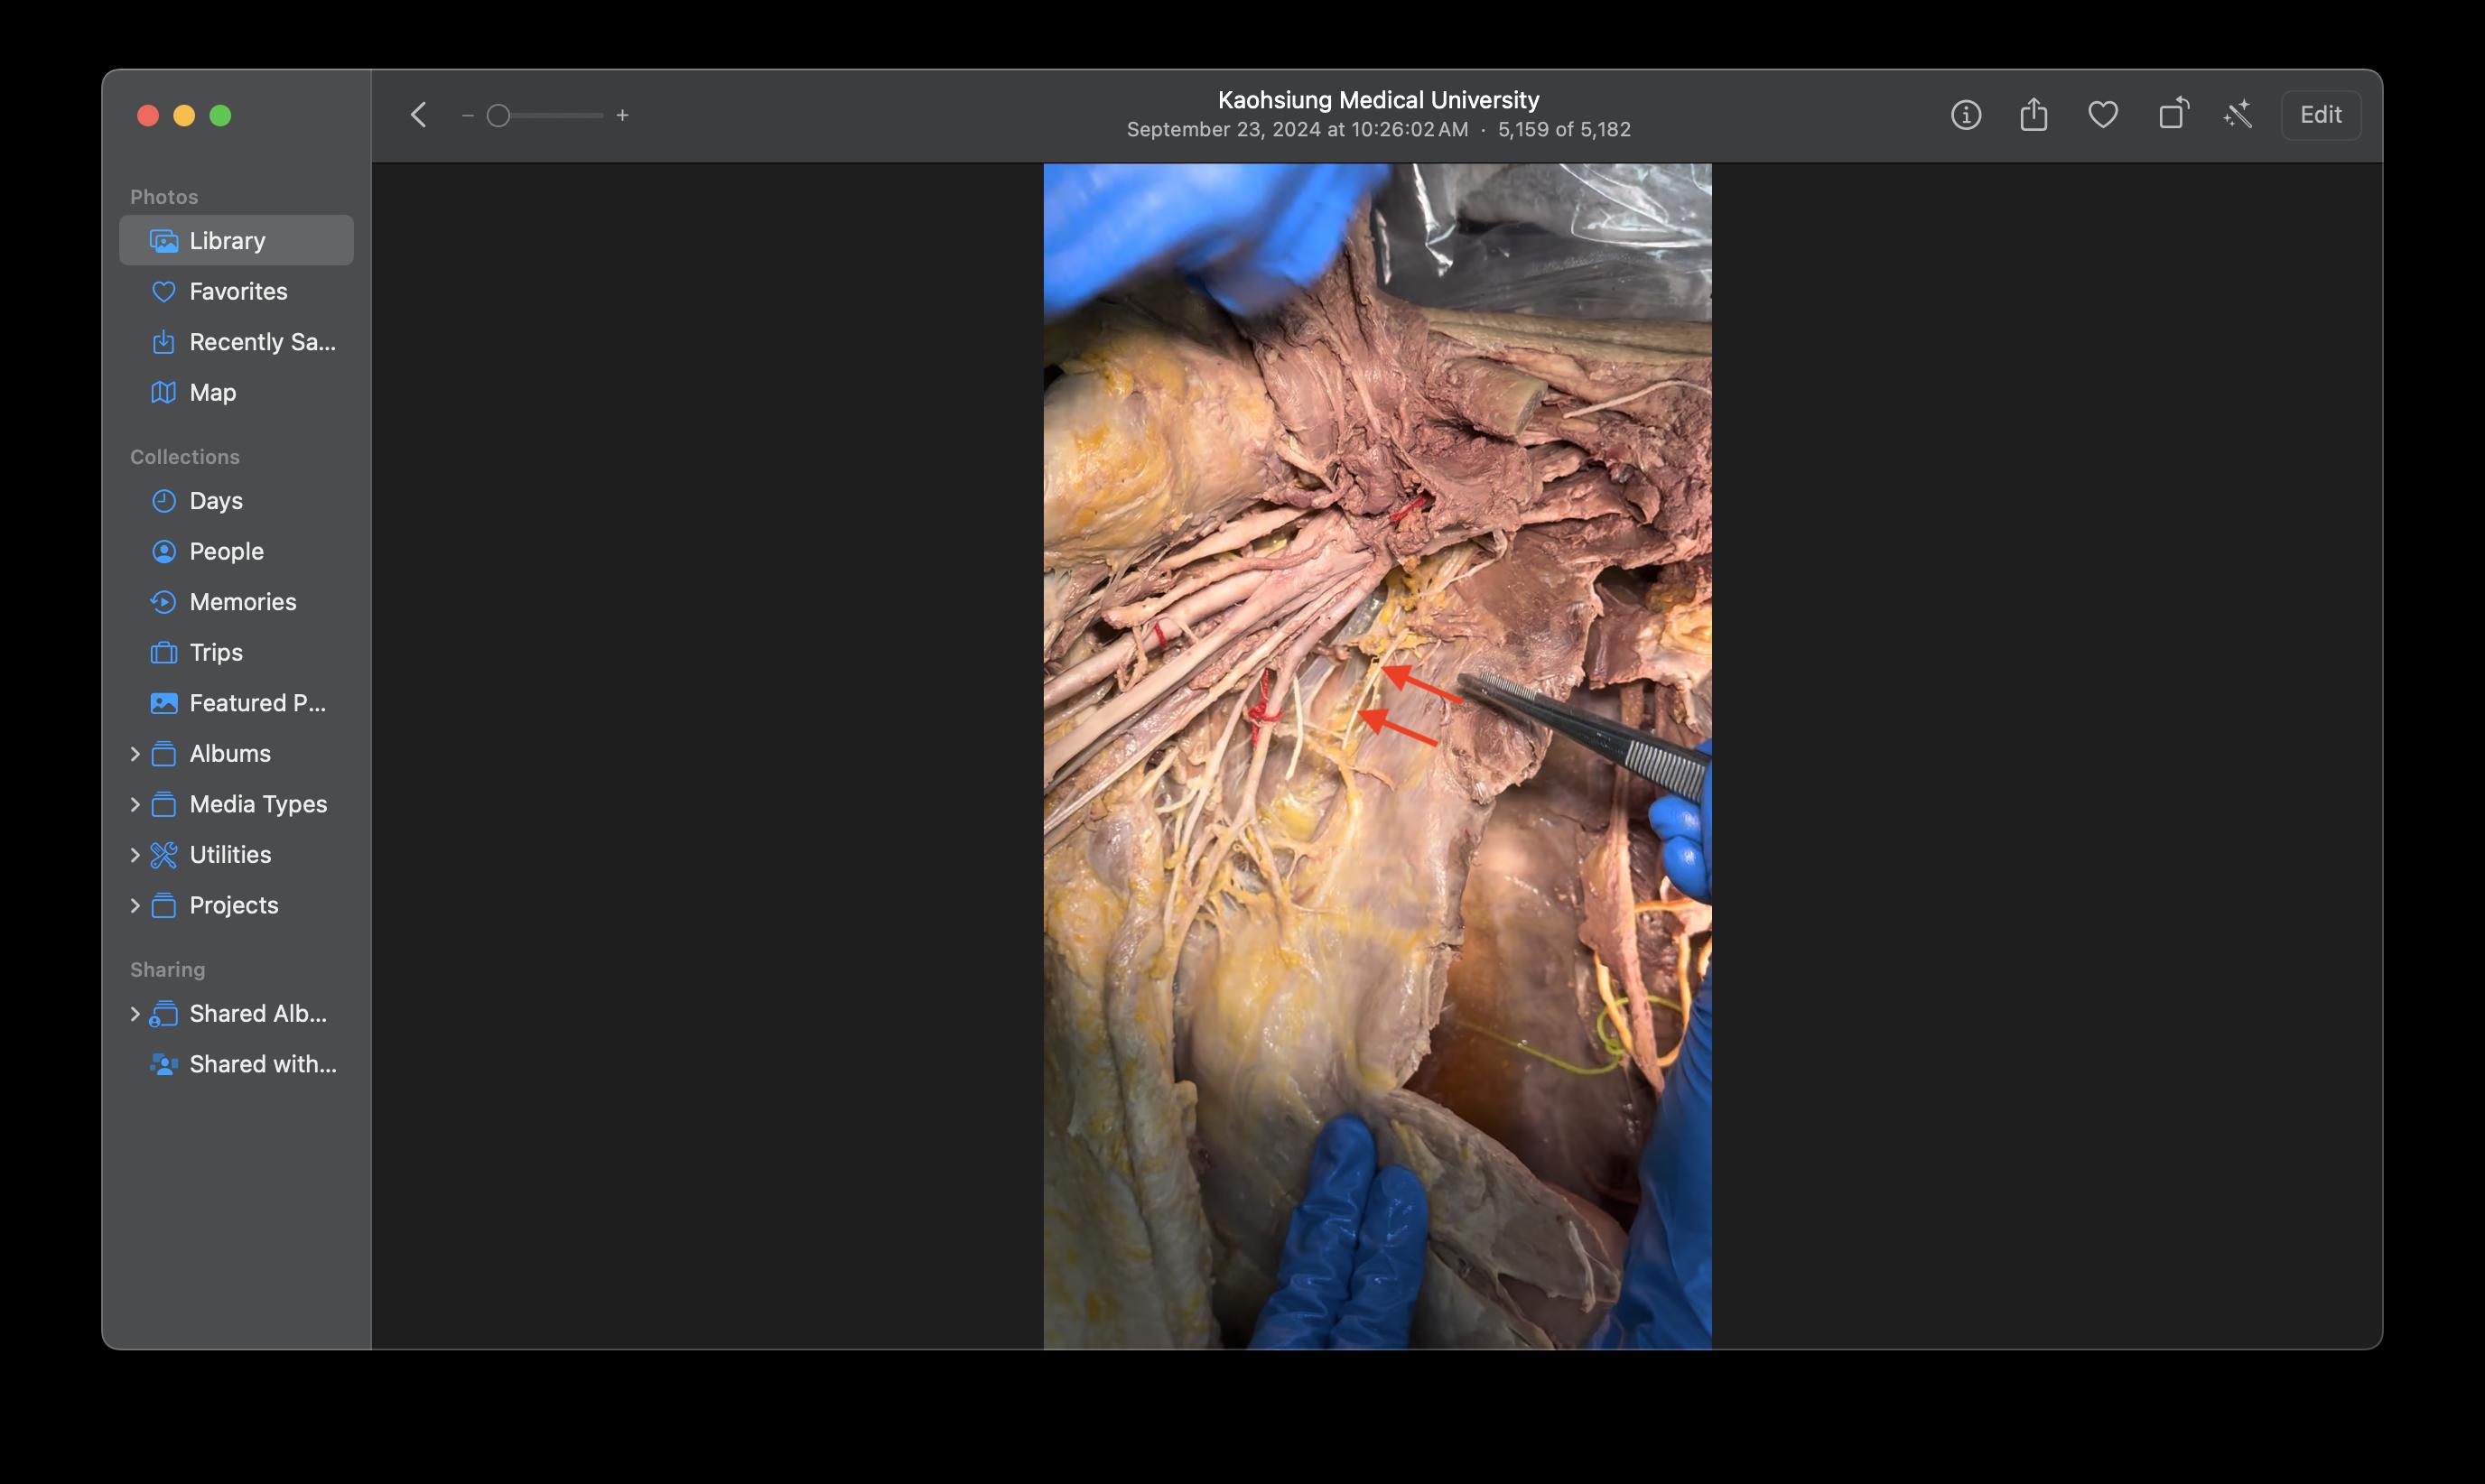 Kaohsiung Medical University
September 23, 2024 at 10:26:02 AM · 5,159 of 5,182
Edit
Photos
Library
Favorites
Recently Sa...
Map
Collections
Days
People
Memories
Trips
Featured P...
Albums
Media Types
Utilities
Projects
Sharing
Shared Alb...
Shared with...